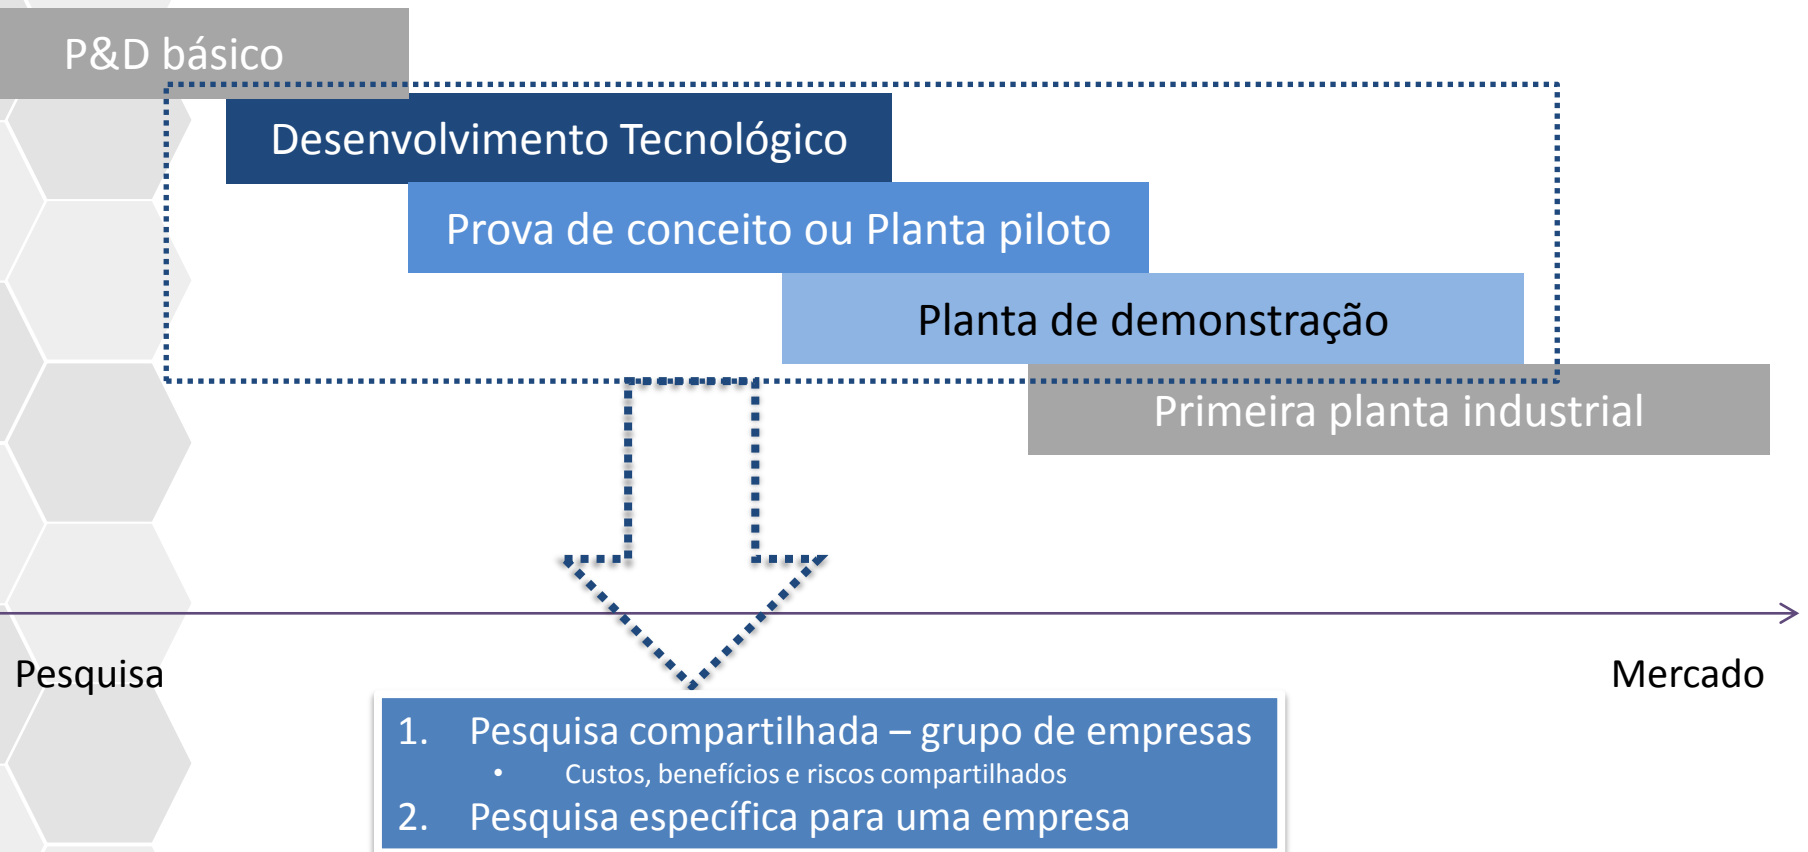 P&D básico
Desenvolvimento Tecnológico
Prova de conceito ou Planta piloto
Planta de demonstração
Primeira planta industrial
Pesquisa
Mercado
1. Pesquisa compartilhada – grupo de empresas
• Custos, benefícios e riscos compartilhados
2. Pesquisa específica para uma empresa